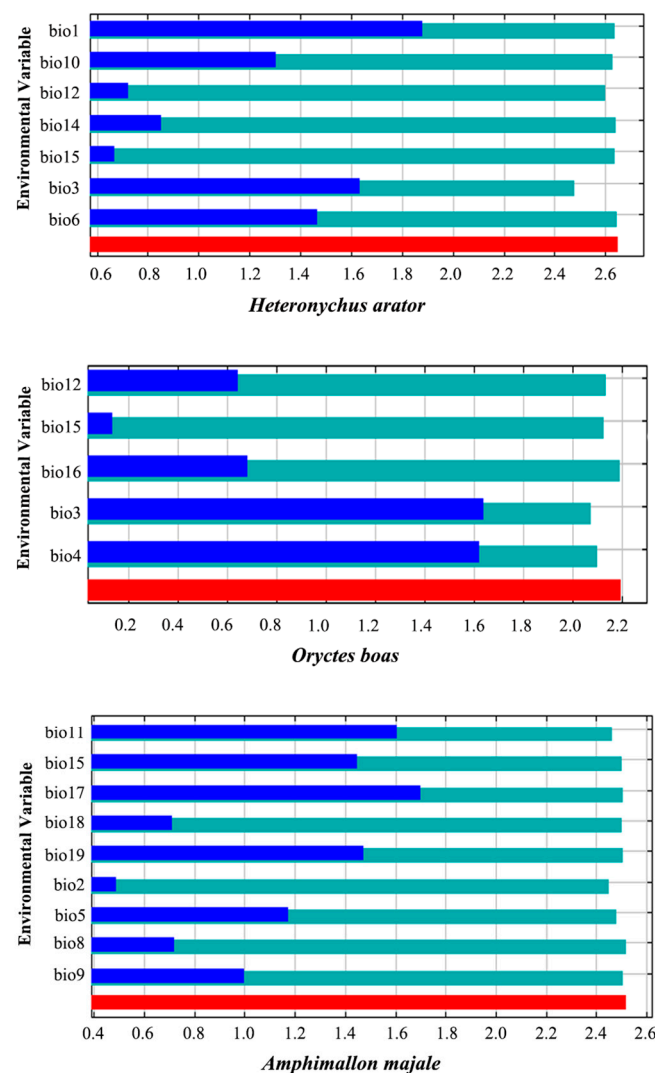 Environmental Variable
bio1
bio10
bio12
bio14
bio15
bio3
bio6
0.6 0.8 1.0 1.2 1.4 1.6 1.8 2.0 2.2 2.4 2.6
Heteronychus arator
Environmental Variable
bio12
bio15
bio16
bio3
bio4
0.2 0.4 0.6 0.8 1.0 1.2 1.4 1.6 1.8 2.0 2.2
Oryctes boas
Environmental Variable
bio11
bio15
bio17
bio18
bio19
bio2
bio5
bio8
bio9
0.4 0.6 0.8 1.0 1.2 1.4 1.6 1.8 2.0 2.2 2.4 2.6
Amphimallon majale